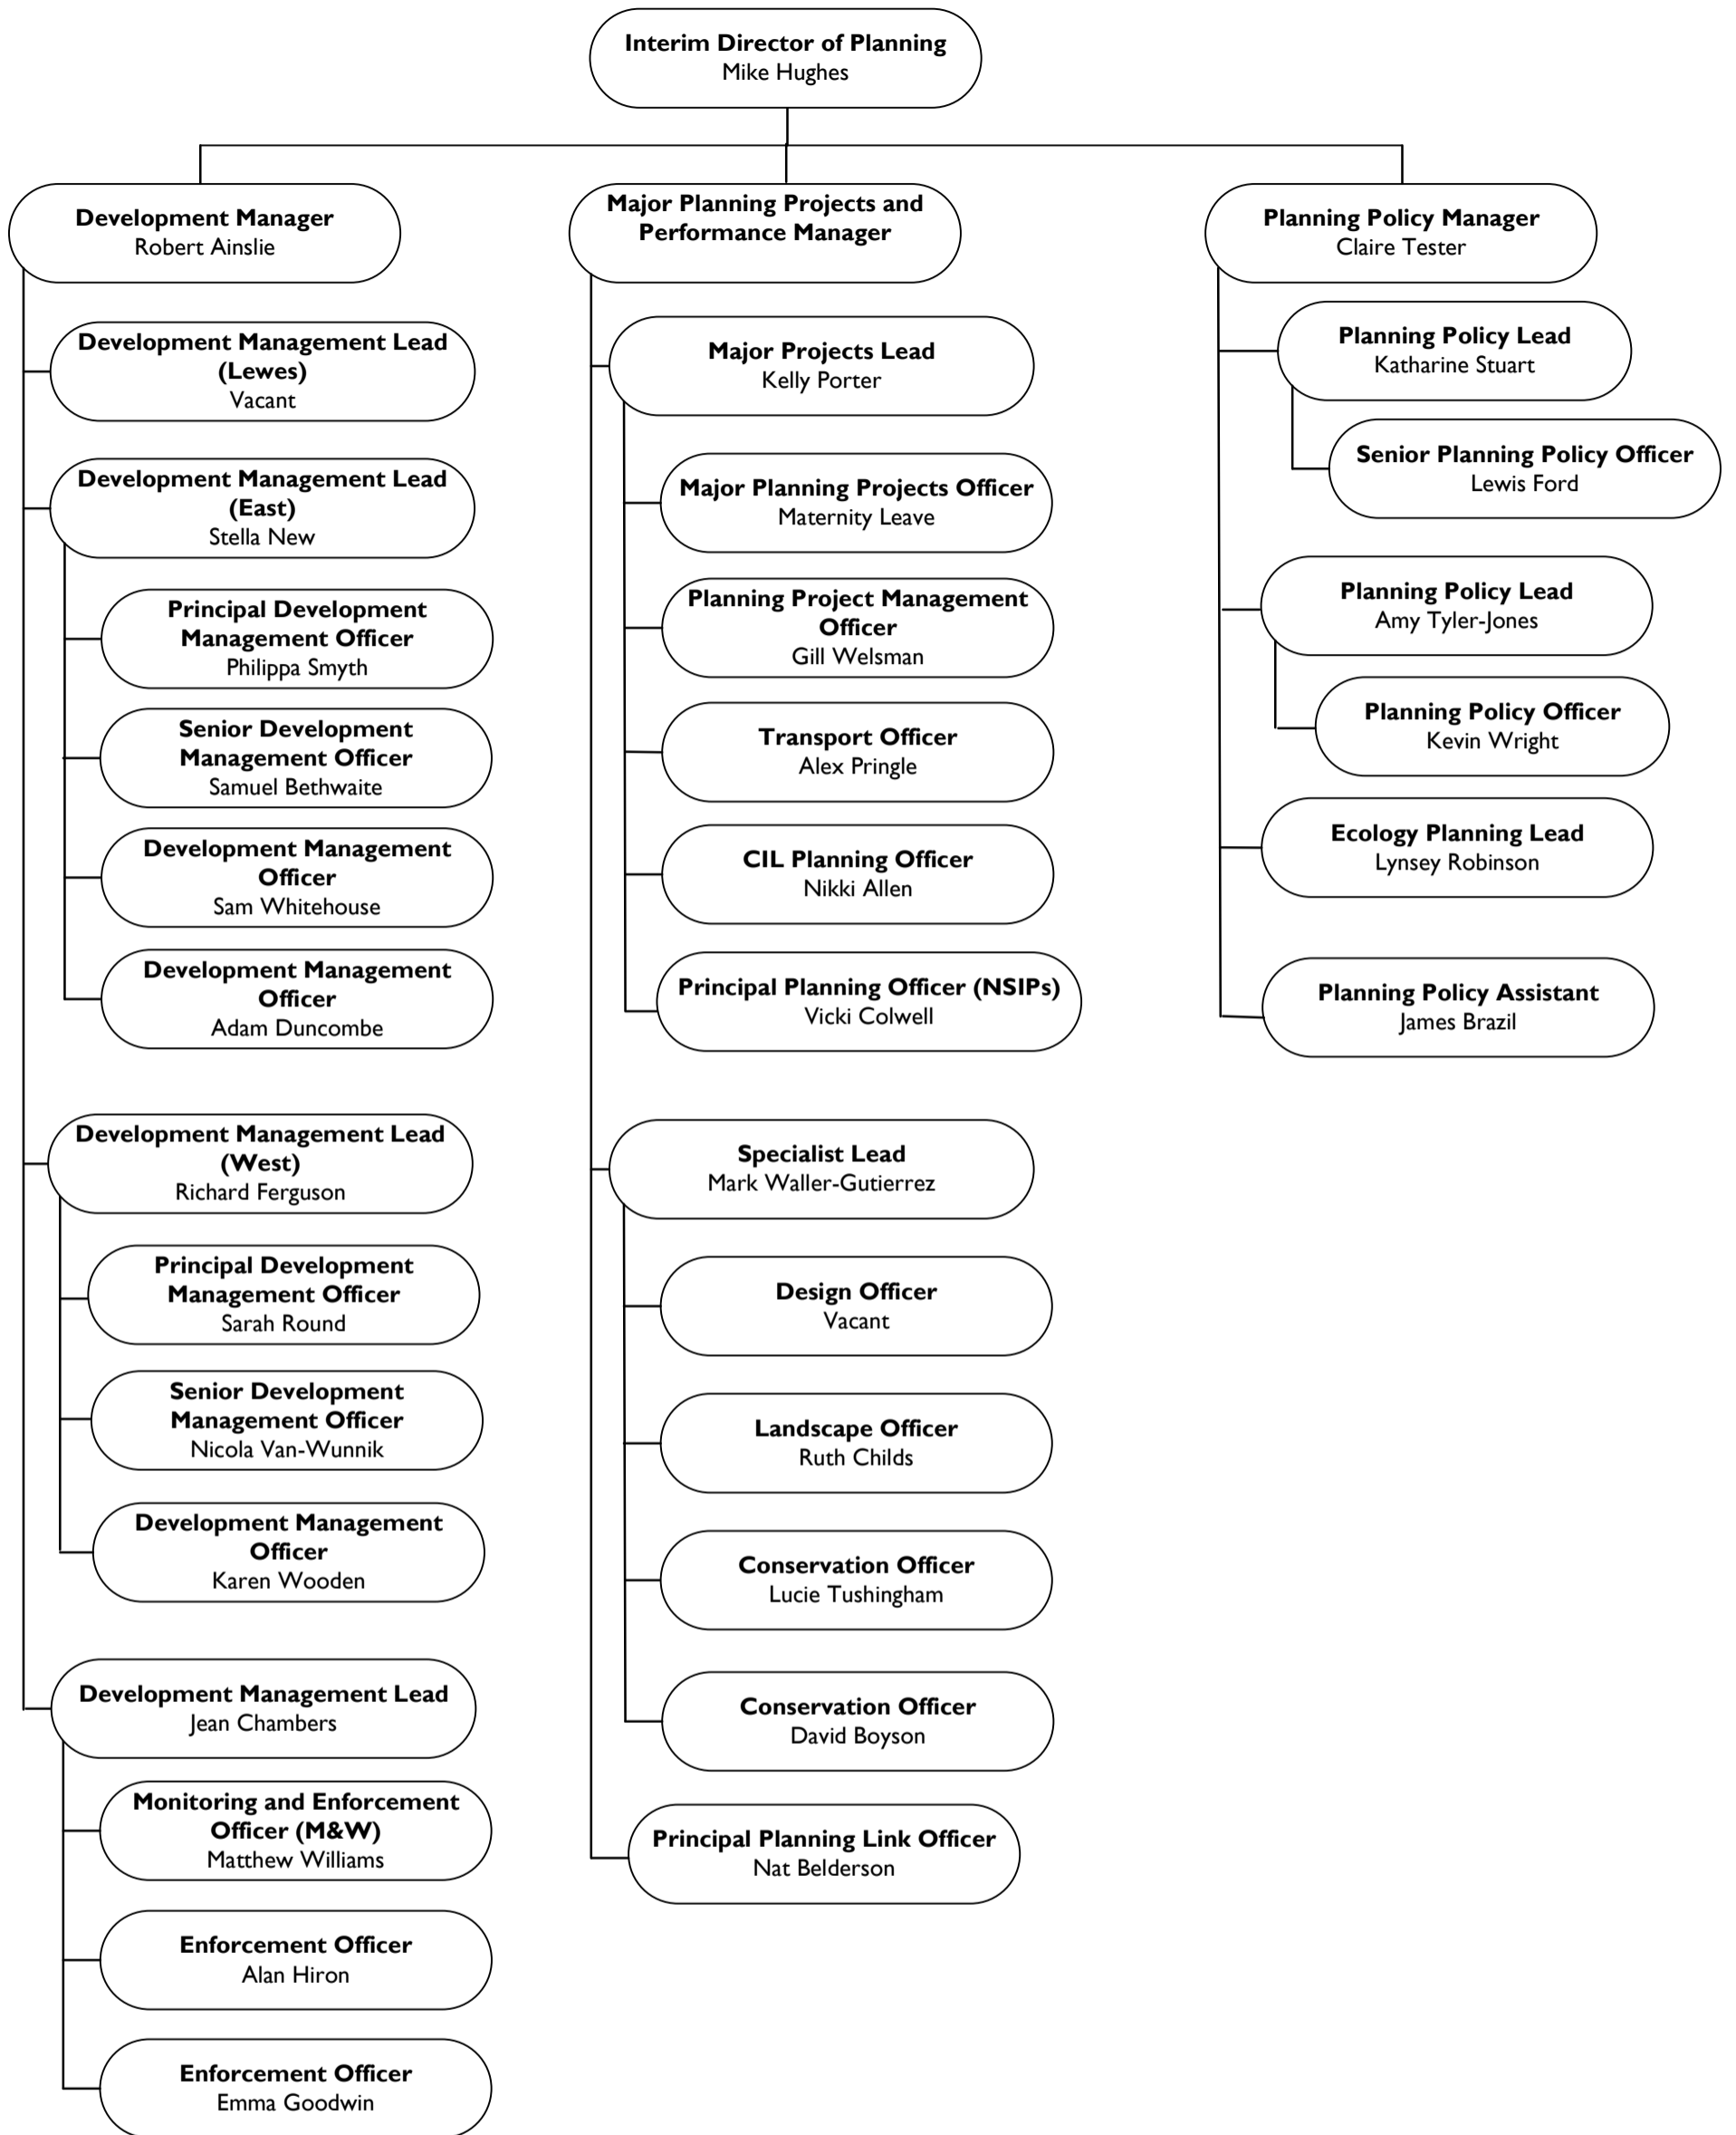 Interim Director of Planning
Mike Hughes
Development Manager
Robert Ainslie
Development Management Lead
(Lewes)
Vacant
Development Management Lead
(East)
Stella New
Principal Development
Management Officer
Philippa Smyth
Senior Development
Management Officer
Samuel Bethwaite
Development Management
Officer
Sam Whitehouse
Development Management
Officer
Adam Duncombe
Development Management Lead
(West)
Richard Ferguson
Principal Development
Management Officer
Sarah Round
Senior Development
Management Officer
Nicola Van-Wunnik
Development Management
Officer
Karen Wooden
Development Management Lead
Jean Chambers
Monitoring and Enforcement
Officer (M&W)
Matthew Williams
Enforcement Officer
Alan Hiron
Enforcement Officer
Emma Goodwin
Major Planning Projects and
Performance Manager
Major Projects Lead
Kelly Porter
Major Planning Projects Officer
Maternity Leave
Planning Project Management
Officer
Gill Welsman
Transport Officer
Alex Pringle
CIL Planning Officer
Nikki Allen
Principal Planning Officer (NSIPs)
Vicki Colwell
Specialist Lead
Mark Waller-Gutierrez
Design Officer
Vacant
Landscape Officer
Ruth Childs
Conservation Officer
Lucie Tushingham
Conservation Officer
David Boyson
Principal Planning Link Officer
Nat Belderson
Planning Policy Manager
Claire Tester
Planning Policy Lead
Katharine Stuart
Senior Planning Policy Officer
Lewis Ford
Planning Policy Lead
Amy Tyler-Jones
Planning Policy Officer
Kevin Wright
Ecology Planning Lead
Lynsey Robinson
Planning Policy Assistant
James Brazil